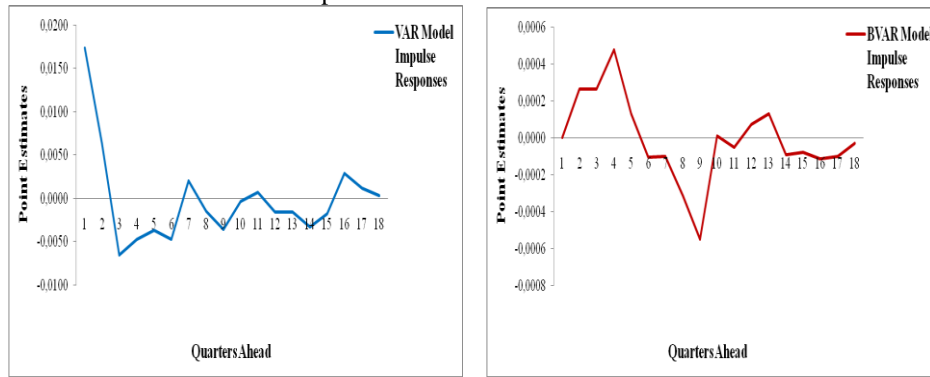 0,0200
0,0150
0,0100
0,0050
0,0000
-0,0050
-0,0100
Point Estimates
1 2 3 4 5 6 7 8 9 10 11 12 13 14 15 16 17 18
Quarters Ahead
VAR Model
Impulse
Responses
0,0006
0,0004
0,0002
0,0000
-0,0002
-0,0004
-0,0006
-0,0008
Point Estimates
1 2 3 4 5 6 7 8 9 10 11 12 13 14 15 16 17 18
Quarters Ahead
BVAR Model
Impulse
Responses